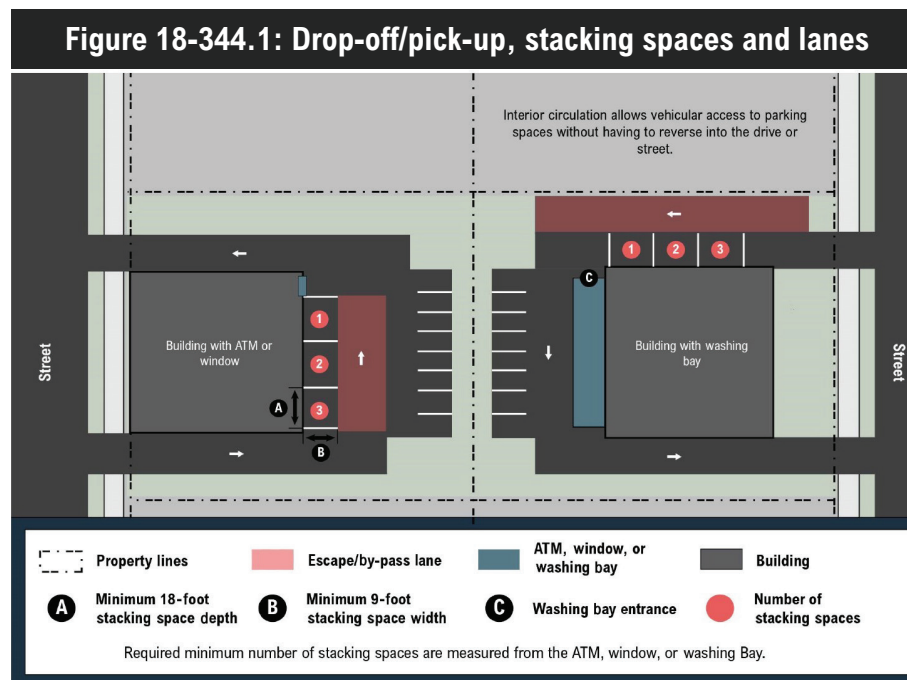 Figure 18-344.1: Drop-off/pick-up, stacking spaces and lanes
Interior circulation allows vehicular access to parking
spaces without having to reverse into the drive or
street.
Street
Building with ATM or
window
1
2
3
A
B
1
2
3
C
Building with washing
bay
Street
Property lines
Escape/by-pass lane
ATM, window, or
washing bay
Building
A
Minimum 18-foot
stacking space depth
B
Minimum 9-foot
stacking space width
C
Washing bay entrance
Number of
stacking spaces
Required minimum number of stacking spaces are measured from the ATM, window, or washing Bay.